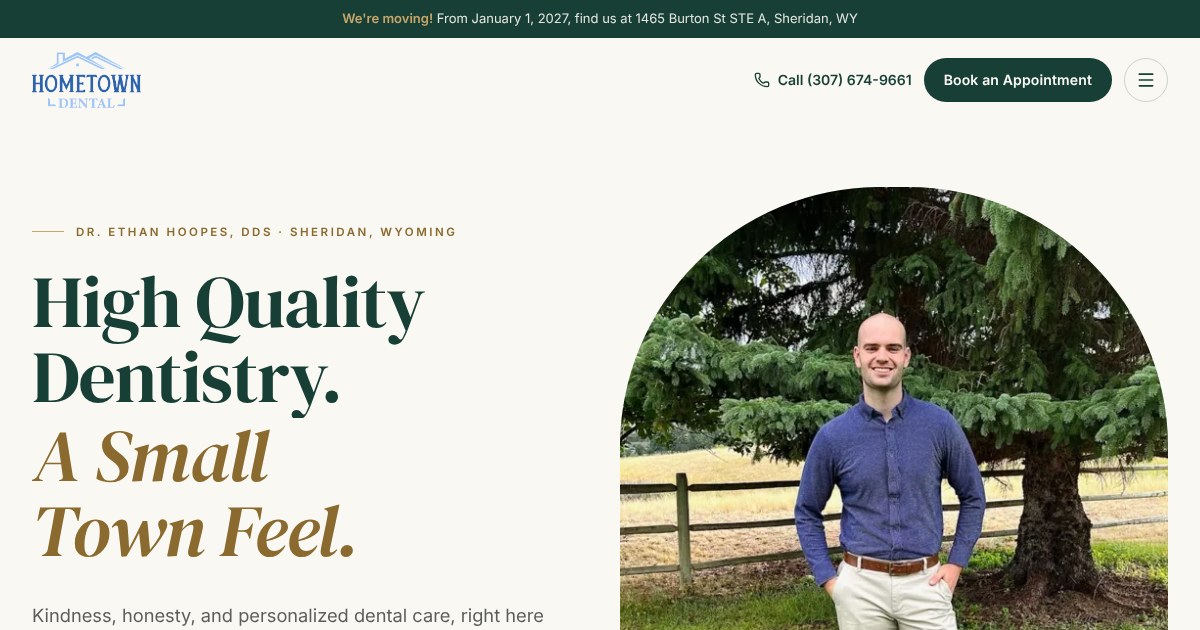 We're moving! From January 1, 2027, find us at 1465 Burton St STE A, Sheridan, WY
HOMETOWN
DENTAL
Call (307) 674-9661
Book an Appointment
DR. ETHAN HOOPES, DDS · SHERIDAN, WYOMING
High Quality
Dentistry.
A Small
Town Feel.
Kindness, honesty, and personalized dental care, right here